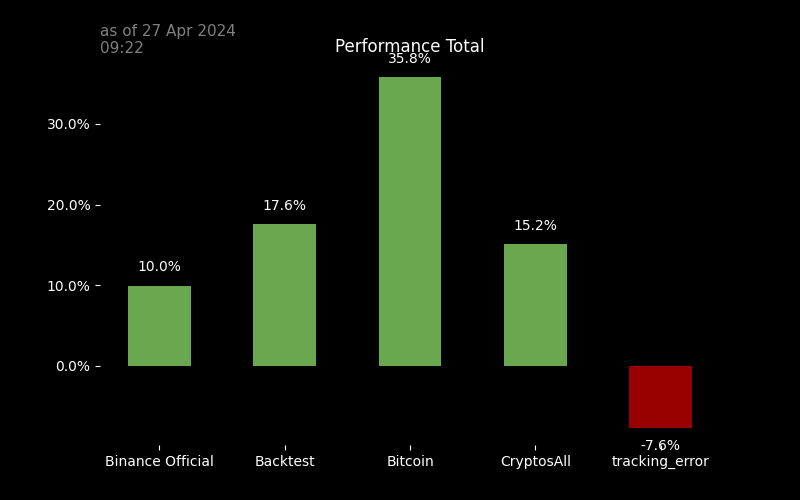 as of 27 Apr 2024
09:22
Performance Total
35.8%
30.0%
20.0%
10.0%
0.0%
10.0%
17.6%
15.2%
-7.6%
Binance Official
Backtest
Bitcoin
CryptosAll
tracking_error